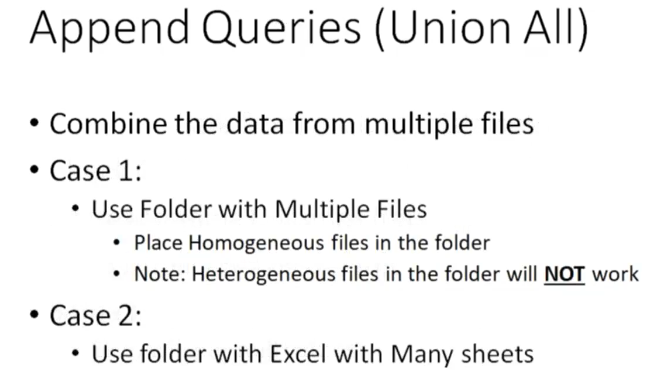 Append Queries (Union All)
• Combine the data from multiple files
• Case 1:
• Use Folder with Multiple Files
• Place Homogeneous files in the folder
• Note: Heterogeneous files in the folder will NOT work
• Case 2:
• Use folder with Excel with Many sheets